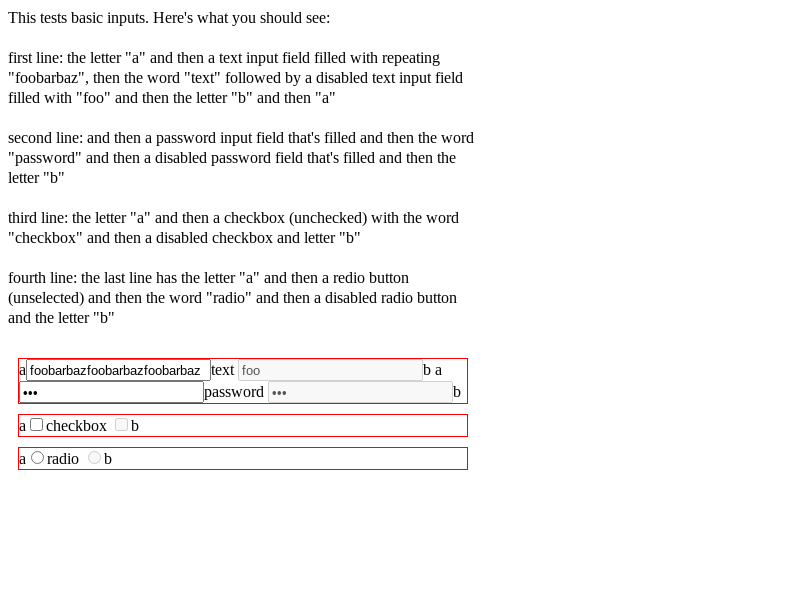 This tests basic inputs. Here's what you should see:
first line: the letter "a" and then a text input field filled with repeating
"foobarbaz", then the word "text" followed by a disabled text input field
filled with "foo" and then the letter "b" and then "a"
second line: and then a password input field that's filled and then the word
"password" and then a disabled password field that's filled and then the
letter "b"
third line: the letter "a" and then a checkbox (unchecked) with the word
"checkbox" and then a disabled checkbox and letter "b"
fourth line: the last line has the letter "a" and then a redio button
(unselected) and then the word "radio" and then a disabled radio button
and the letter "b"
a foobarbazfoobarbazfoobarbaz text foo b a
••• password ••• b
a checkbox b
a radio b